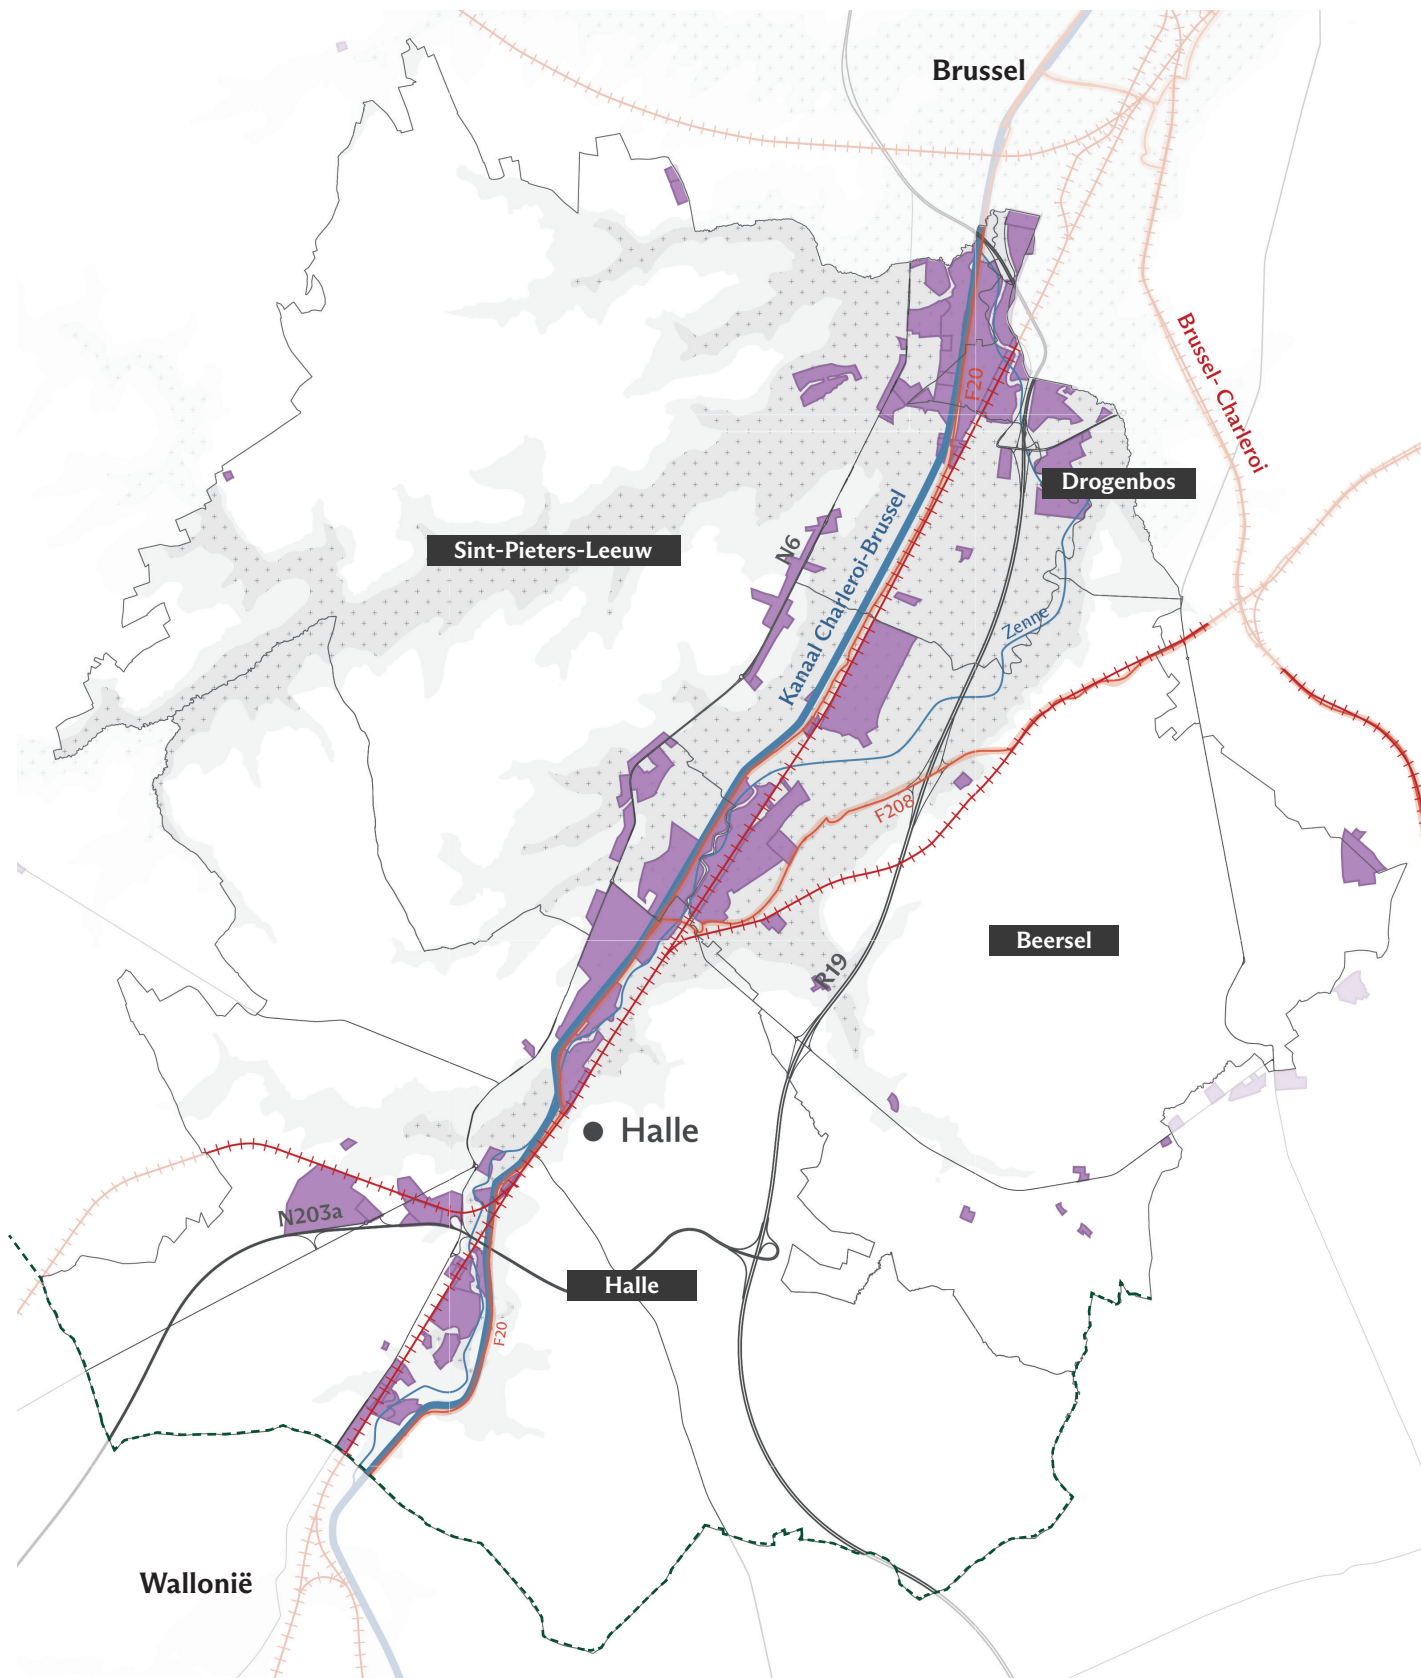 Brussel
Brussel- Charleroi
F20
Drogenbos
Sint-Pieters-Leeuw
N6
Kanaal Charleroi-Brussel
Zenne
F208
Beersel
R19
Halle
N203a
Halle
F20
Wallonië